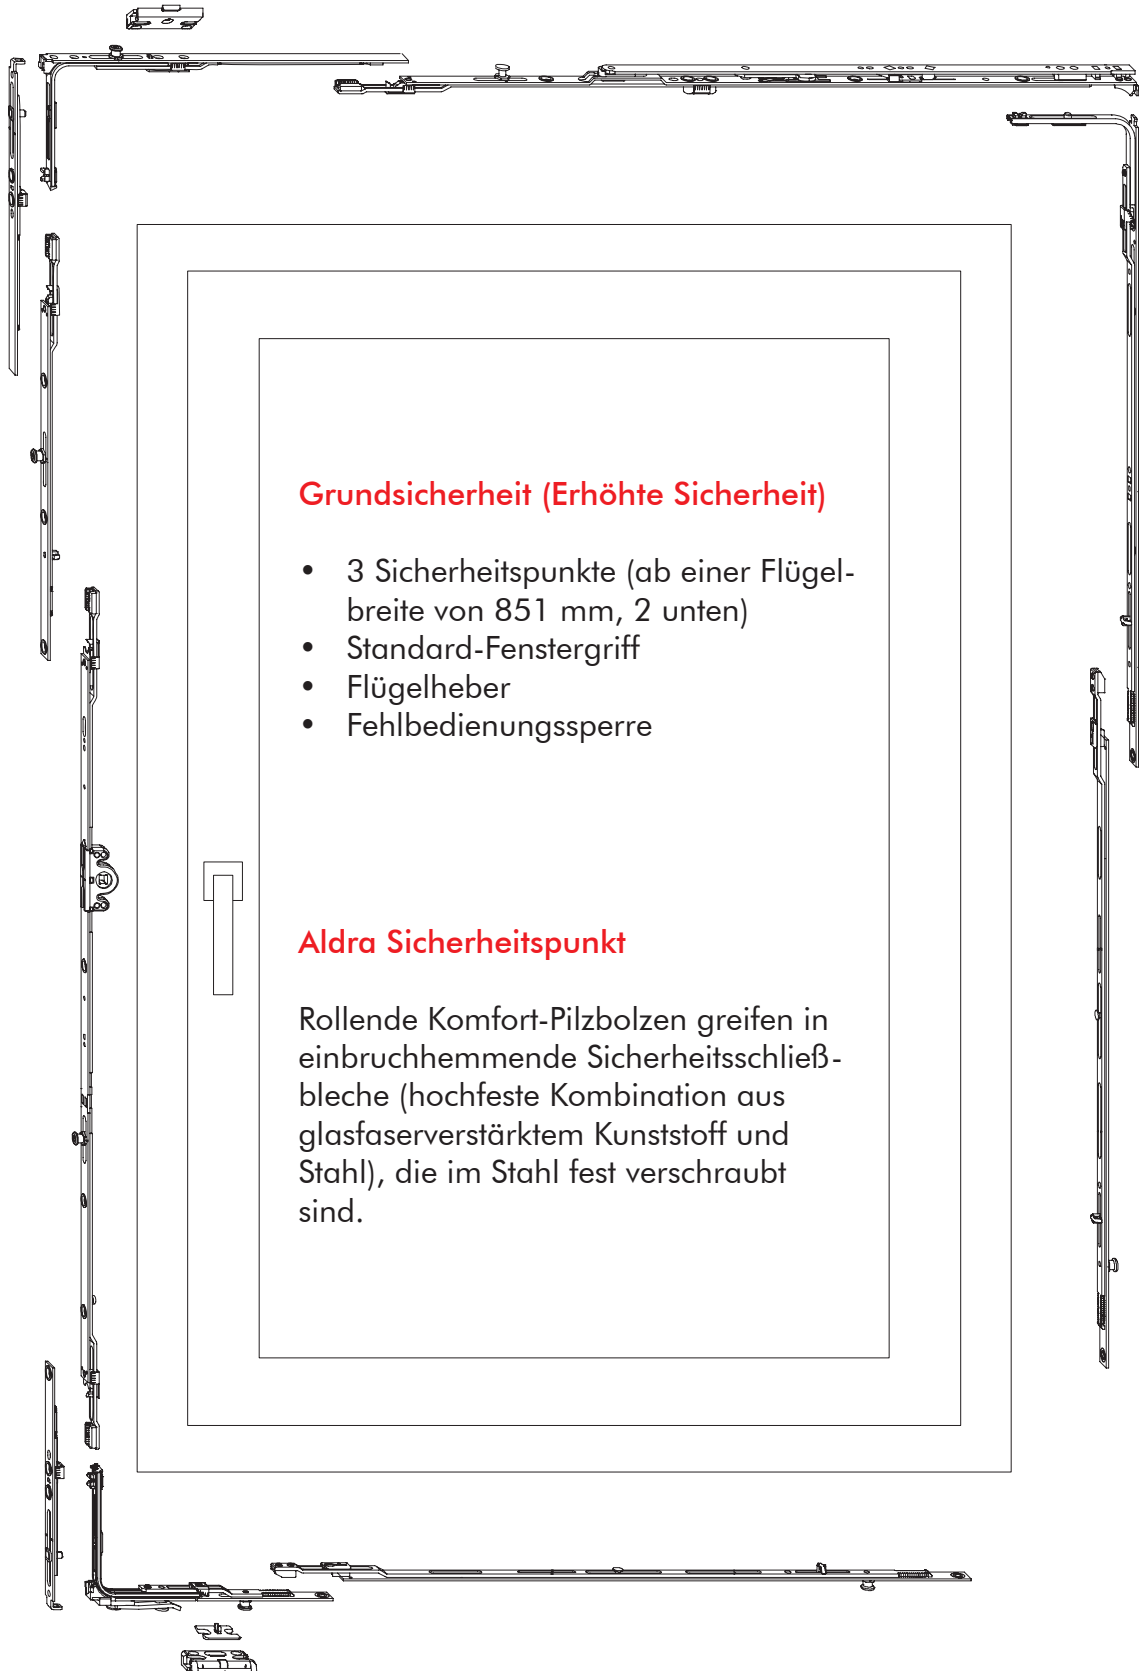 Grundsicherheit (Erhöhte Sicherheit)
• 3 Sicherheitspunkte (ab einer Flügel-
breite von 851 mm, 2 unten)
• Standard-Fenstergriff
• Flügelheber
• Fehlbedienungssperre
Aldra Sicherheitspunkt
Rollende Komfort-Pilzbolzen greifen in
einbruchhemmende Sicherheitsschließ-
bleche (hochfeste Kombination aus
glasfaserverstärktem Kunststoff und
Stahl), die im Stahl fest verschraubt
sind.